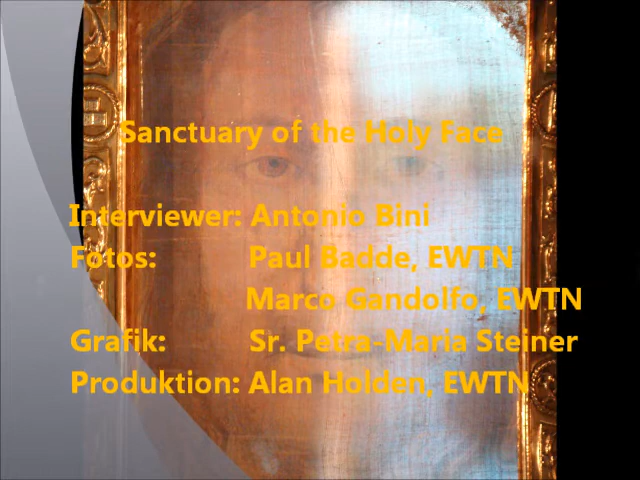 Sanctuary of the Holy Face
Interviewer: Antonio Bini
Fotos: Paul Badde, EWTN
Marco Gandolfo, EWTN
Grafik: Sr. Petra-Maria Steiner
Produktion: Alan Holden, EWTN